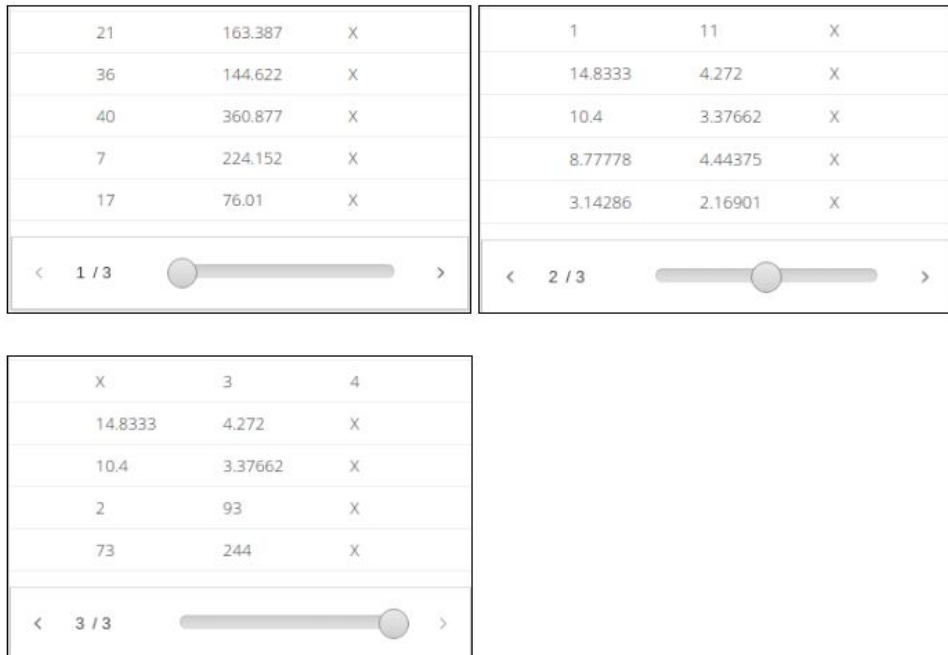 21 163.387 X
36 144.622 X
40 360.877 X
7 224.152 X
17 76.01 X
< 1 / 3 >
1 11 X
14.8333 4.272 X
10.4 3.37662 X
8.77778 4.44375 X
3.14286 2.16901 X
< 2 / 3 >
X 3 4
14.8333 4.272 X
10.4 3.37662 X
2 93 X
73 244 X
< 3 / 3 >